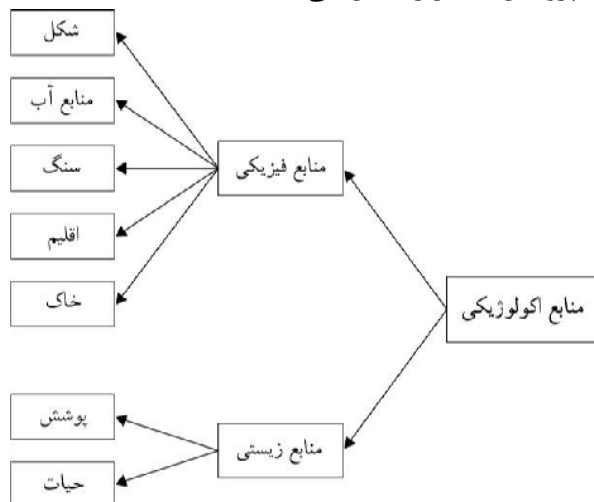 منابع اکولوژیکی
منابع فیزیکی
شکل
منابع آب
سنگ
اقلیم
خاک
منابع زیستی
پوشش
حیات